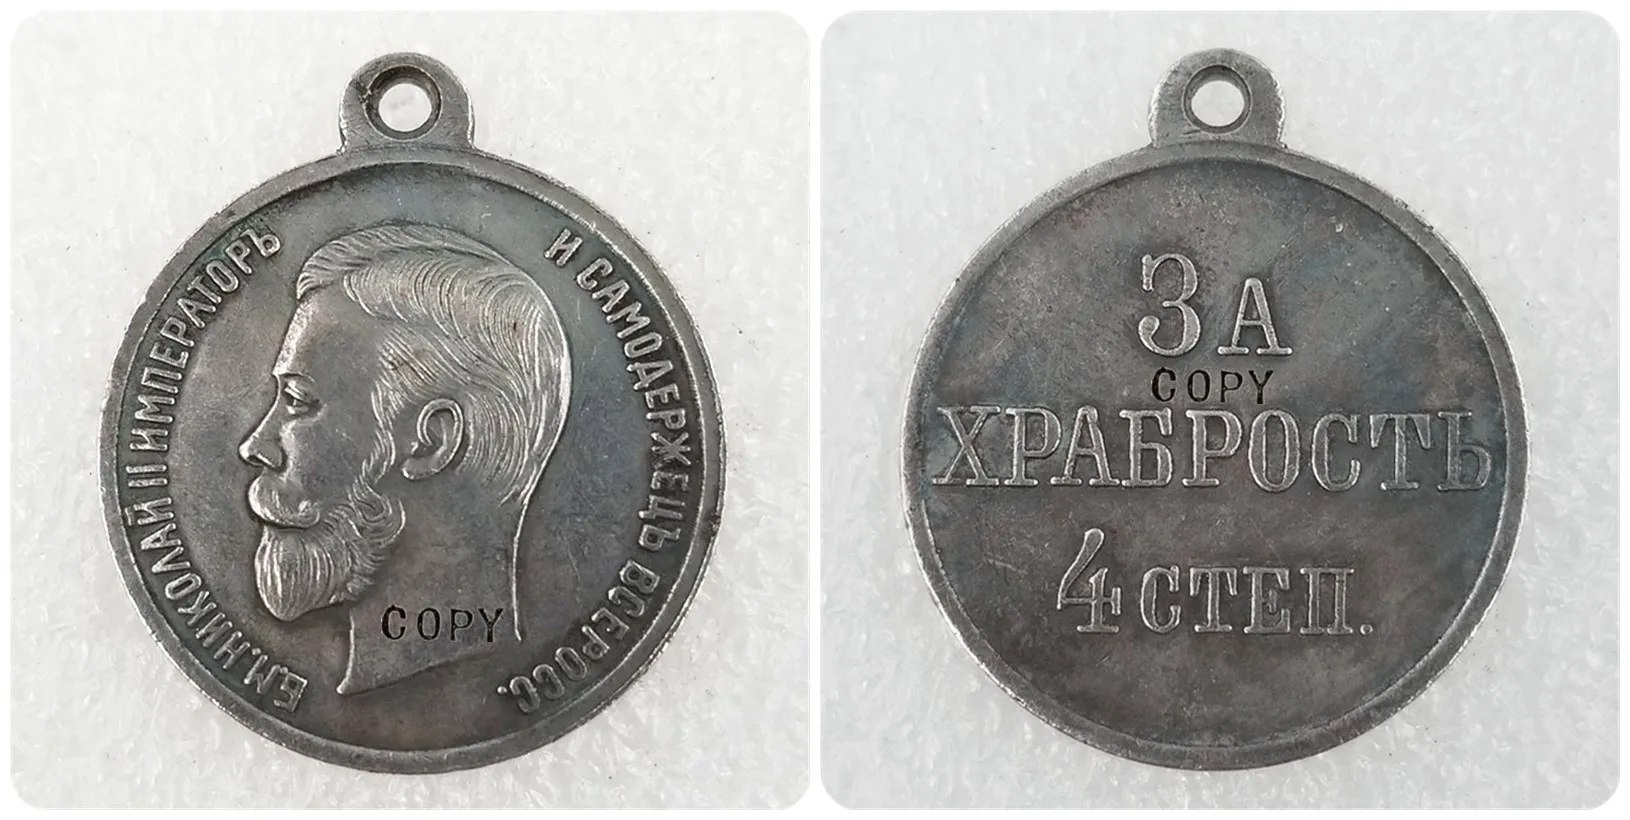 Б.М.НИКОЛАЙ II ИМПЕРАТОРЪ
И САМОДЕРЖЕЦЪ ВСЕРОСС.
COPY
ЗА
COPY
ХРАБРОСТЬ
4 СТЕП.